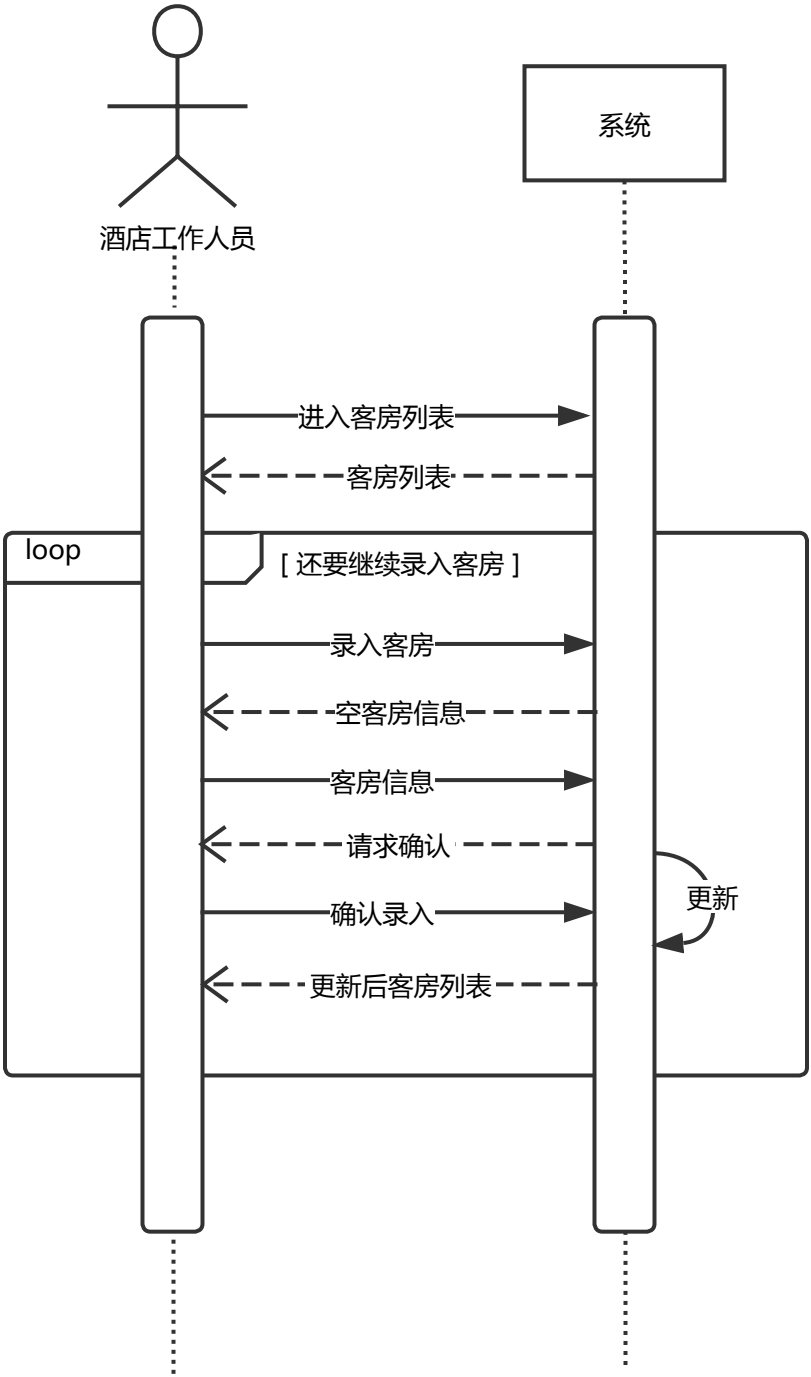 系统
酒店工作人员
进入客房列表
客房列表
loop
[ 还要继续录入客房 ]
录入客房
空客房信息
客房信息
请求确认
更新
确认录入
更新后客房列表